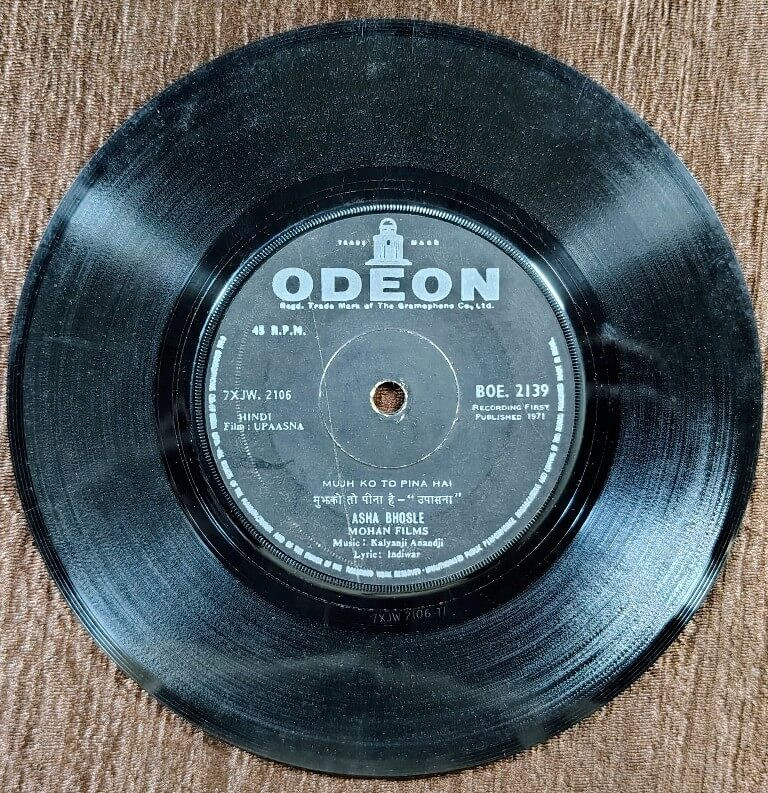 TRADE MARK
ODEON
Regd. Trade Mark of The Gramophone Co., Ltd.
45 R.P.M.
7XJW. 2106
BOE. 2139
RECORDING FIRST
PUBLISHED 1971
HINDI
Film : UPAASNA
MUJH KO TO PINA HAI
मुझको तो पीना है – “उपासना”
ASHA BHOSLE
MOHAN FILMS
Music : Kalyanji Anandji
Lyric : Indiwar
7XJW 2106-1